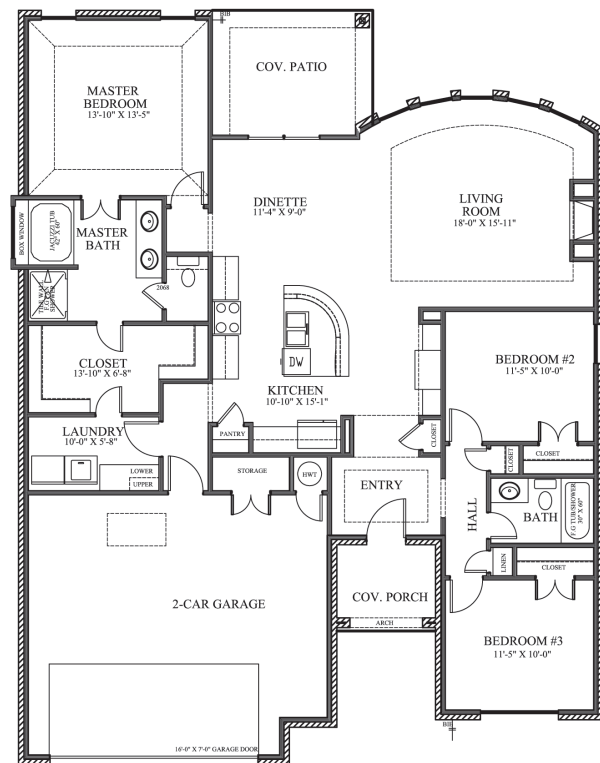 BIB
COV. PATIO
MASTER
BEDROOM
13'-10" X 13'-5"
DINETTE
11'-4" X 9'-0"
LIVING
ROOM
18'-0" X 15'-11"
BOX WINDOW
JACUZZI TUB
42" X 60"
MASTER
BATH
2068
SHOWER
CLOSET
13'-10" X 6'-8"
DW
KITCHEN
10'-10" X 15'-1"
BEDROOM #2
11'-5" X 10'-0"
LAUNDRY
10'-0" X 5'-8"
PANTRY
CLOSET
CLOSET
CLOSET
LOWER
UPPER
STORAGE
HWT
ENTRY
HALL
BATH
F.G TUB/SHOWER
30" X 60"
LINEN
CLOSET
2-CAR GARAGE
COV. PORCH
ARCH
BEDROOM #3
11'-5" X 10'-0"
BIB
16'-0" X 7'-0" GARAGE DOOR